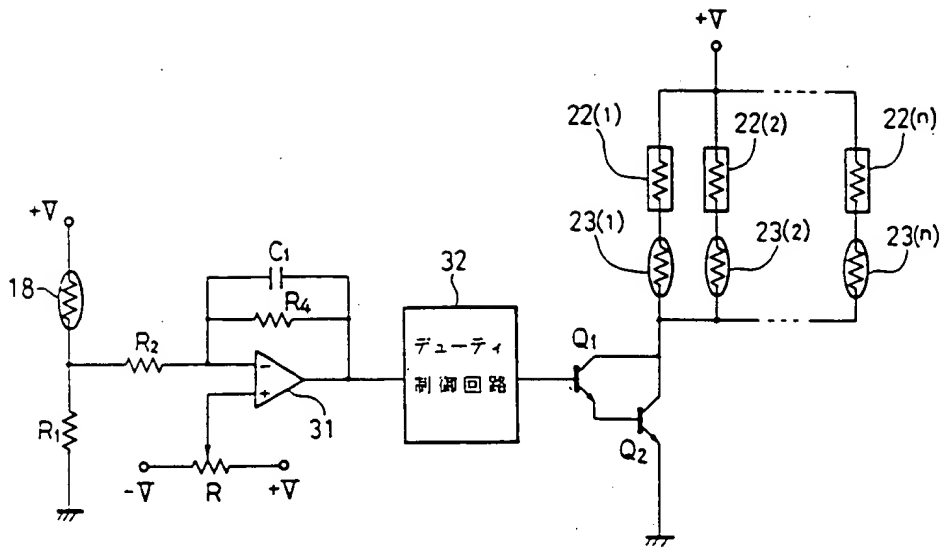 +V
22(1)
22(2)
22(n)
+V
23(1)
23(2)
23(n)
18
C1
32
R4
デューティ
制御回路
R2
Q1
-
+
31
R1
Q2
-V
R
+V